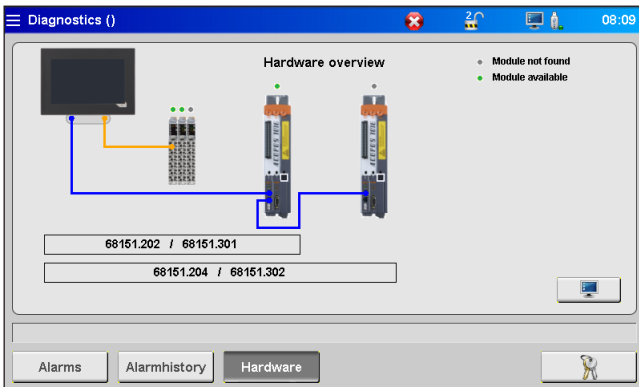 Diagnostics ()
2
08:09
Hardware overview
Module not found
Module available
68151.202 / 68151.301
68151.204 / 68151.302
Alarms
Alarmhistory
Hardware